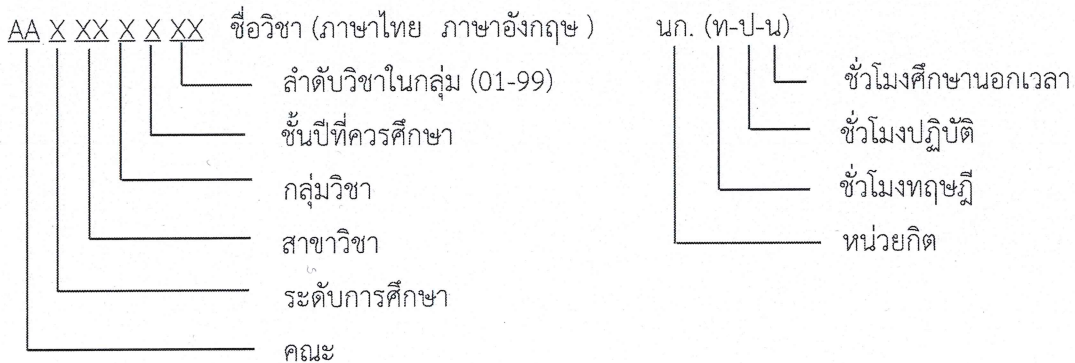 AA X XX X X XX ชื่อวิชา (ภาษาไทย ภาษาอังกฤษ ) นก. (ท-ป-น)
ลำดับวิชาในกลุ่ม (01-99) ชั่วโมงศึกษานอกเวลา
ชั้นปีที่ควรศึกษา ชั่วโมงปฏิบัติ
กลุ่มวิชา ชั่วโมงทฤษฎี
สาขาวิชา หน่วยกิต
ระดับการศึกษา
คณะ